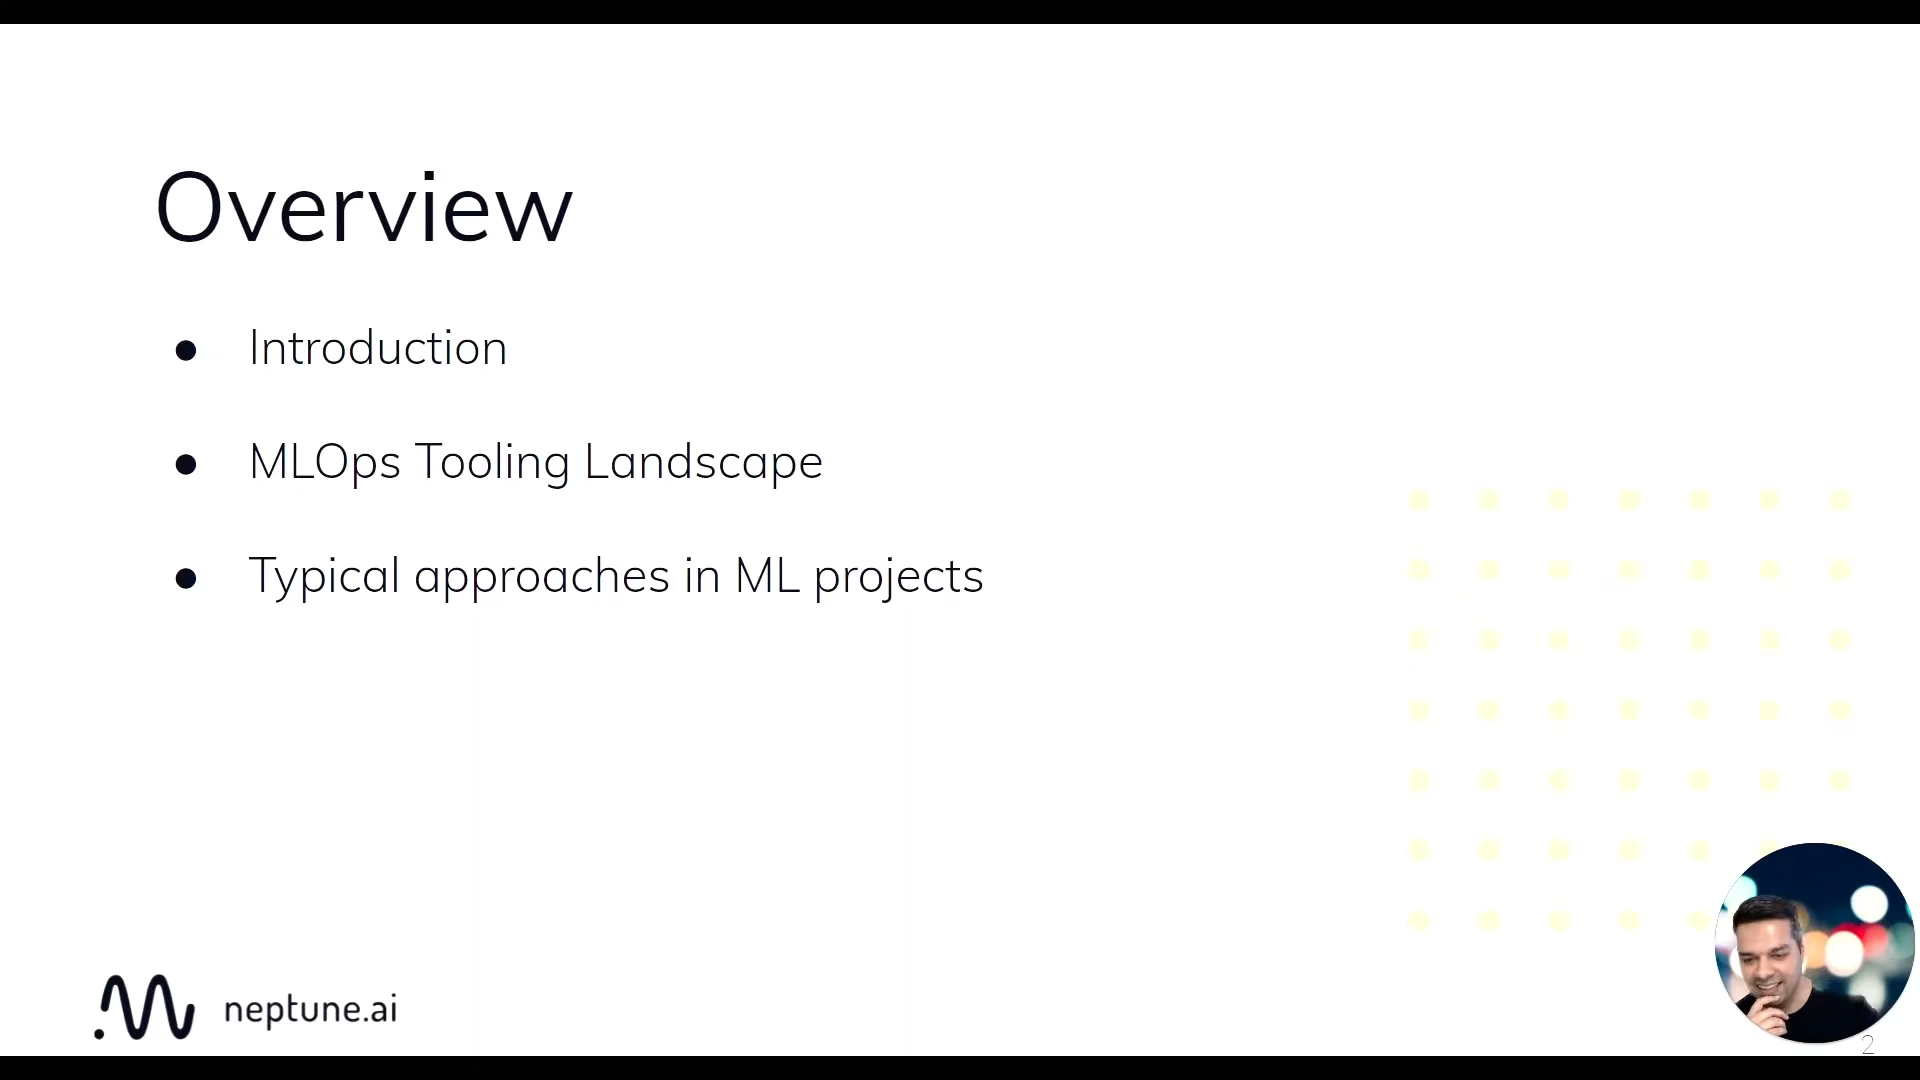 Overview
● Introduction
● MLOps Tooling Landscape
● Typical approaches in ML projects
neptune.ai
2